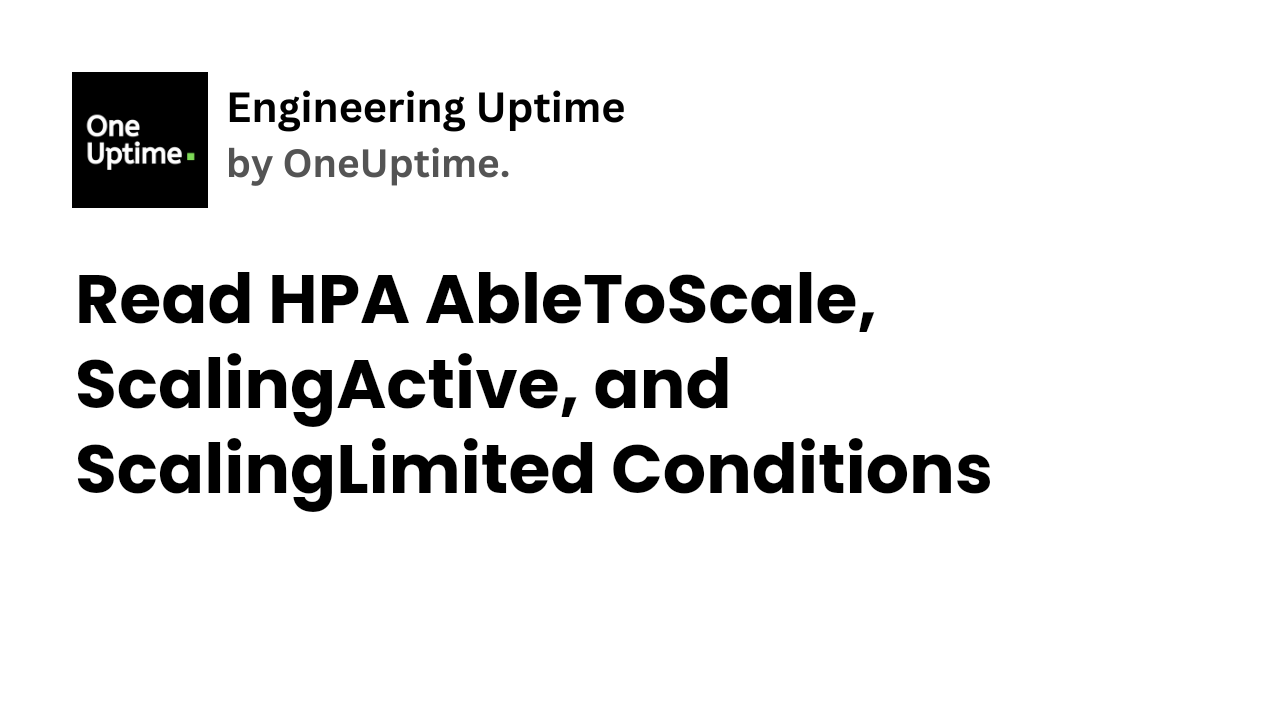 One
Uptime.
Engineering Uptime
by OneUptime.
Read HPA AbleToScale,
ScalingActive, and
ScalingLimited Conditions